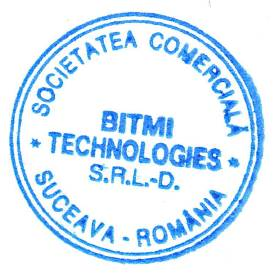 SOCIETATEA COMERCIALĂ
BITMI
* TECHNOLOGIES *
S.R.L.-D.
SUCEAVA - ROMÂNIA